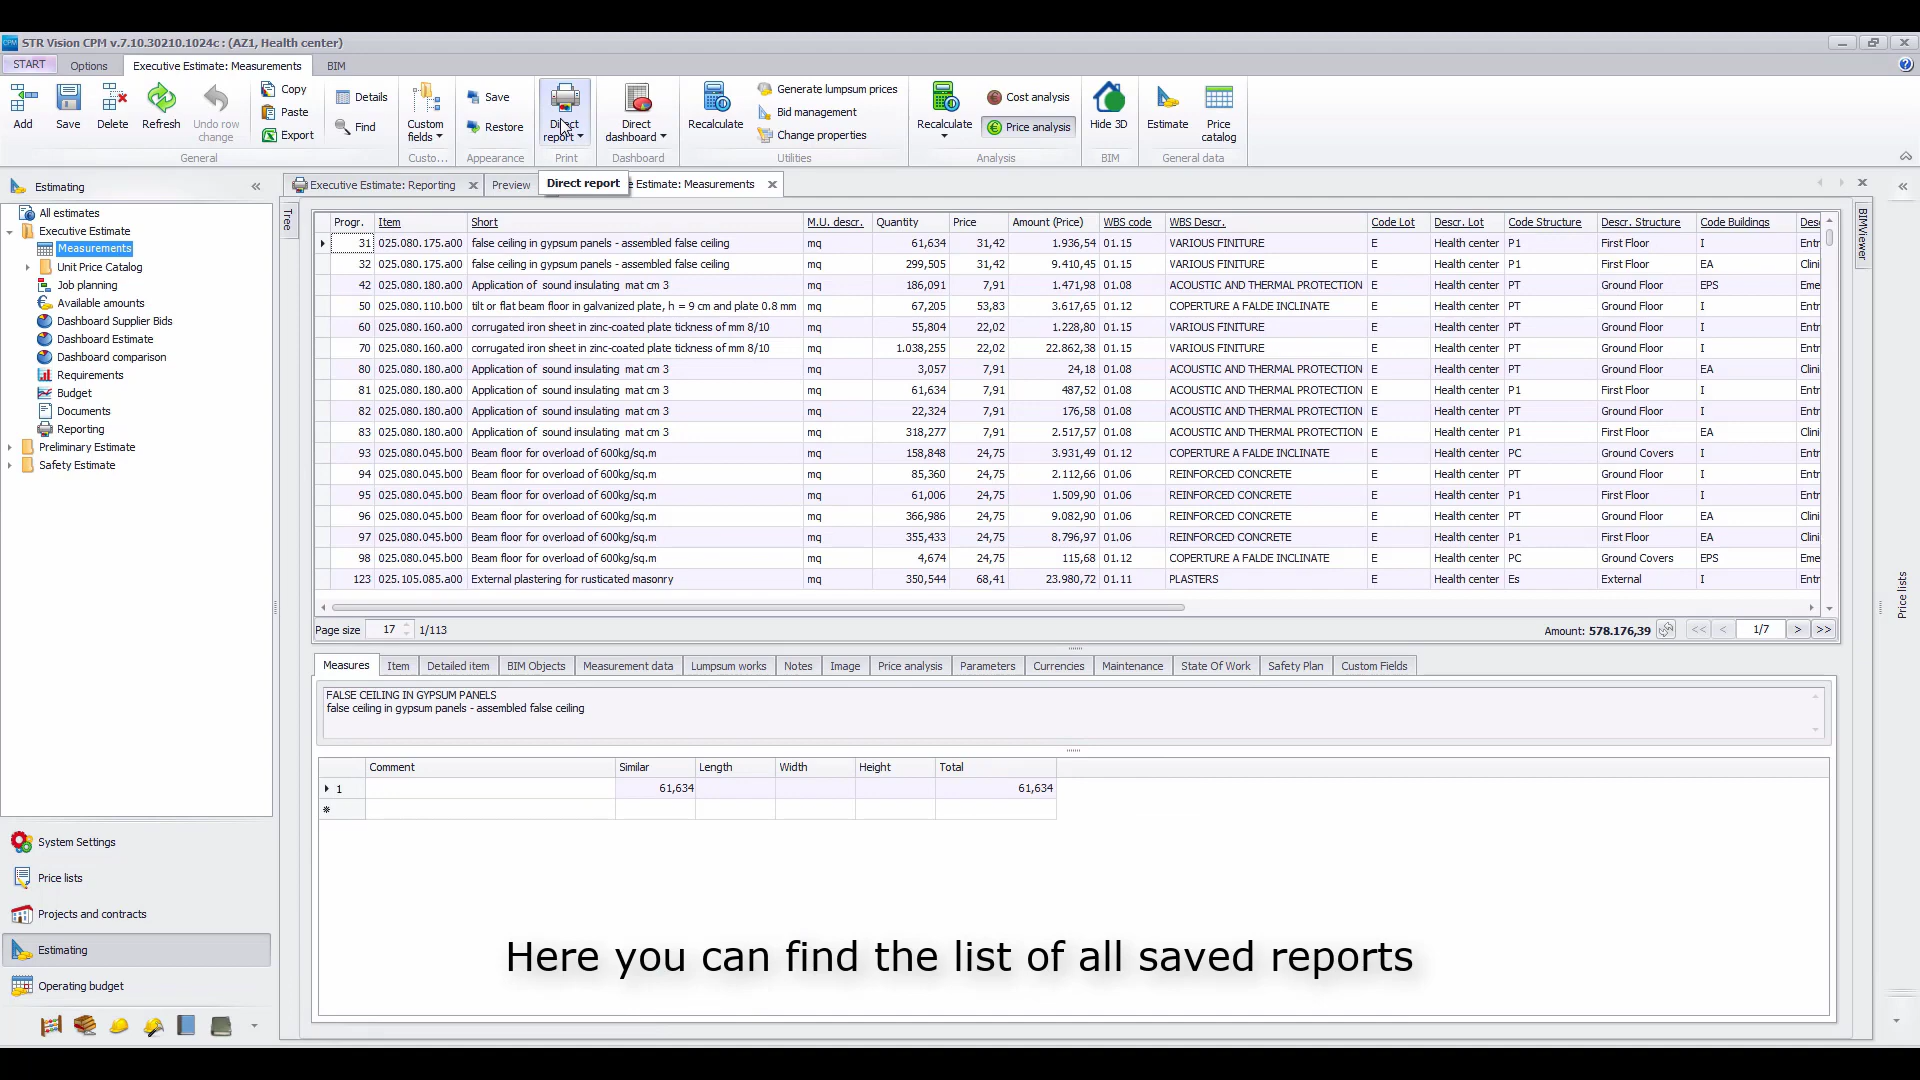 STR Vision CPM v.7.10.30210.1024c : (AZ1, Health center)
START Options Executive Estimate: Measurements BIM
Add Save Delete Refresh Undo row change Copy Paste Export Details Find
Custom fields Save Restore Direct report Direct dashboard Recalculate
Generate lumpsum prices
Bid management
Change properties
Recalculate Cost analysis Price analysis Hide 3D Estimate Price catalog
General Custo... Appearance Print Dashboard Utilities Analysis BIM General data
Estimating
All estimates
Executive Estimate
Measurements
Unit Price Catalog
Job planning
Available amounts
Dashboard Supplier Bids
Dashboard Estimate
Dashboard comparison
Requirements
Budget
Documents
Reporting
Preliminary Estimate
Safety Estimate
System Settings
Price lists
Projects and contracts
Estimating
Operating budget
Executive Estimate: Reporting Preview Direct report e Estimate: Measurements
Tree
BIMViewer
Price lists
Progr. Item Short M.U. descr. Quantity Price Amount (Price) WBS code WBS Descr. Code Lot Descr. Lot Code Structure Descr. Structure Code Buildings Desc
31 025.080.175.a00 false ceiling in gypsum panels - assembled false ceiling mq 61,634 31,42 1.936,54 01.15 VARIOUS FINITURE E Health center P1 First Floor I Entr
32 025.080.175.a00 false ceiling in gypsum panels - assembled false ceiling mq 299,505 31,42 9.410,45 01.15 VARIOUS FINITURE E Health center P1 First Floor EA Clini
42 025.080.180.a00 Application of sound insulating mat cm 3 mq 186,091 7,91 1.471,98 01.08 ACOUSTIC AND THERMAL PROTECTION E Health center PT Ground Floor EPS Eme
50 025.080.110.b00 tilt or flat beam floor in galvanized plate, h = 9 cm and plate 0.8 mm mq 67,205 53,83 3.617,65 01.12 COPERTURE A FALDE INCLINATE E Health center PT Ground Floor I Entr
60 025.080.160.a00 corrugated iron sheet in zinc-coated plate tickness of mm 8/10 mq 55,804 22,02 1.228,80 01.15 VARIOUS FINITURE E Health center PT Ground Floor I Entr
70 025.080.160.a00 corrugated iron sheet in zinc-coated plate tickness of mm 8/10 mq 1.038,255 22,02 22.862,38 01.15 VARIOUS FINITURE E Health center PT Ground Floor I Entr
80 025.080.180.a00 Application of sound insulating mat cm 3 mq 3,057 7,91 24,18 01.08 ACOUSTIC AND THERMAL PROTECTION E Health center PT Ground Floor EA Clini
81 025.080.180.a00 Application of sound insulating mat cm 3 mq 61,634 7,91 487,52 01.08 ACOUSTIC AND THERMAL PROTECTION E Health center P1 First Floor I Entr
82 025.080.180.a00 Application of sound insulating mat cm 3 mq 22,324 7,91 176,58 01.08 ACOUSTIC AND THERMAL PROTECTION E Health center PT Ground Floor I Entr
83 025.080.180.a00 Application of sound insulating mat cm 3 mq 318,277 7,91 2.517,57 01.08 ACOUSTIC AND THERMAL PROTECTION E Health center P1 First Floor EA Clini
93 025.080.045.b00 Beam floor for overload of 600kg/sq.m mq 158,848 24,75 3.931,49 01.12 COPERTURE A FALDE INCLINATE E Health center PC Ground Covers I Entr
94 025.080.045.b00 Beam floor for overload of 600kg/sq.m mq 85,360 24,75 2.112,66 01.06 REINFORCED CONCRETE E Health center PT Ground Floor I Entr
95 025.080.045.b00 Beam floor for overload of 600kg/sq.m mq 61,006 24,75 1.509,90 01.06 REINFORCED CONCRETE E Health center P1 First Floor I Entr
96 025.080.045.b00 Beam floor for overload of 600kg/sq.m mq 366,986 24,75 9.082,90 01.06 REINFORCED CONCRETE E Health center PT Ground Floor EA Clini
97 025.080.045.b00 Beam floor for overload of 600kg/sq.m mq 355,433 24,75 8.796,97 01.06 REINFORCED CONCRETE E Health center P1 First Floor EA Clini
98 025.080.045.b00 Beam floor for overload of 600kg/sq.m mq 4,674 24,75 115,68 01.12 COPERTURE A FALDE INCLINATE E Health center PC Ground Covers EPS Eme
123 025.105.085.a00 External plastering for rusticated masonry mq 350,544 68,41 23.980,72 01.11 PLASTERS E Health center Es External I Entr
Page size 17 1/113 Amount: 578.176,39 << < 1/7 > >>
Measures Item Detailed item BIM Objects Measurement data Lumpsum works Notes Image Price analysis Parameters Currencies Maintenance State Of Work Safety Plan Custom Fields
FALSE CEILING IN GYPSUM PANELS
false ceiling in gypsum panels - assembled false ceiling
Comment Similar Length Width Height Total
1 61,634 61,634
Here you can find the list of all saved reports